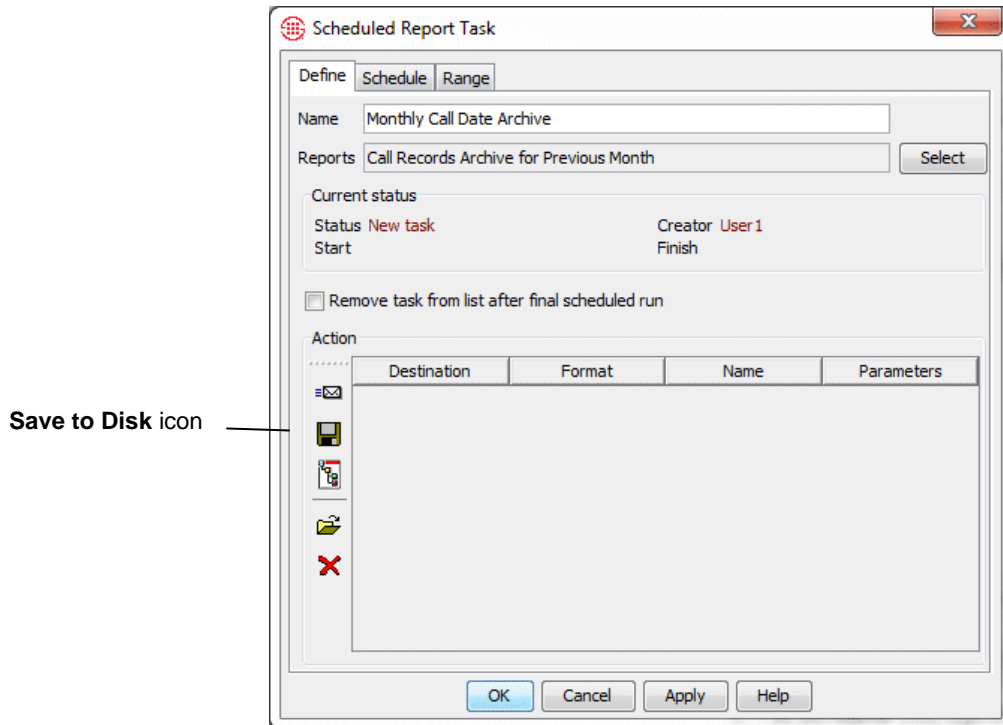 Scheduled Report Task
Define Schedule Range
Name Monthly Call Date Archive
Reports Call Records Archive for Previous Month Select
Current status
Status New task Creator User1
Start Finish
Remove task from list after final scheduled run
Action
Destination Format Name Parameters
Save to Disk icon
OK Cancel Apply Help